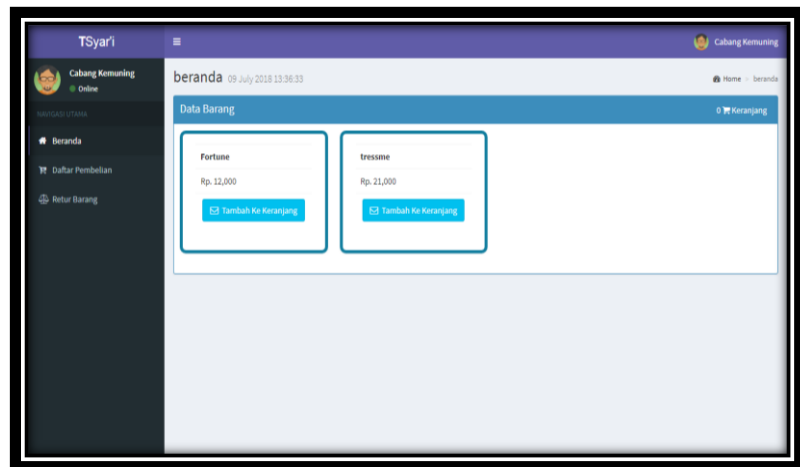 TSyar'i
Cabang Kemuning
Cabang Kemuning
Online
NAVIGASI UTAMA
Beranda
Daftar Pembelian
Retur Barang
beranda 09 July 2018 13:36:33
Home > beranda
Data Barang
0 Keranjang
Fortune
Rp. 12,000
Tambah Ke Keranjang
tressme
Rp. 21,000
Tambah Ke Keranjang